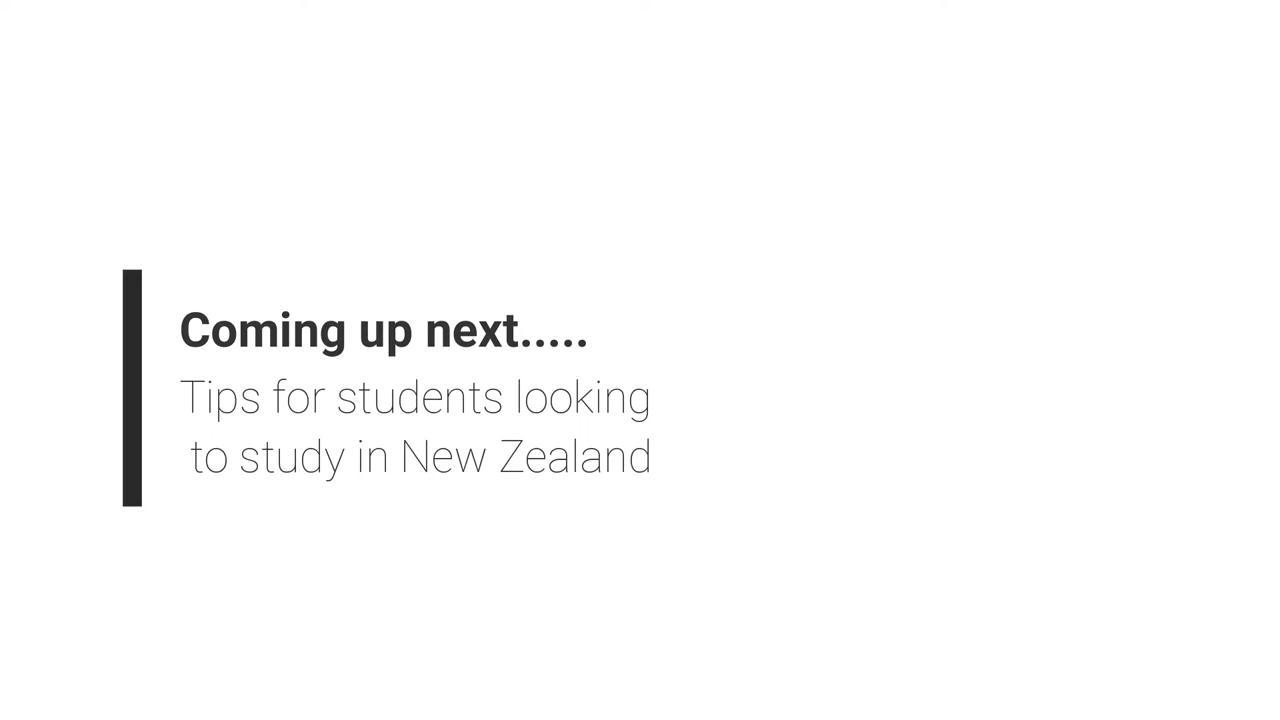 Coming up next.....
Tips for students looking
to study in New Zealand